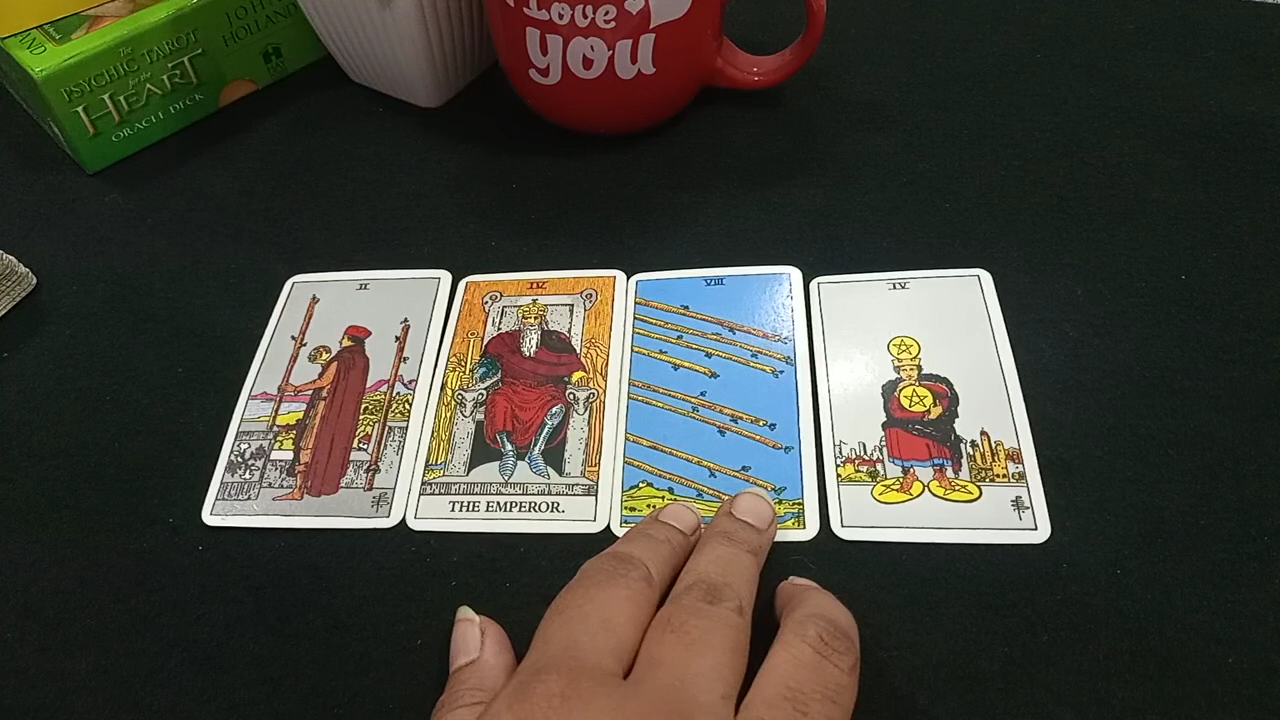 JOHN
HOLLAND
THE
PSYCHIC TAROT
for the
HEART
ORACLE DECK
Love
you
II
IV
VIII
IV
THE EMPEROR.